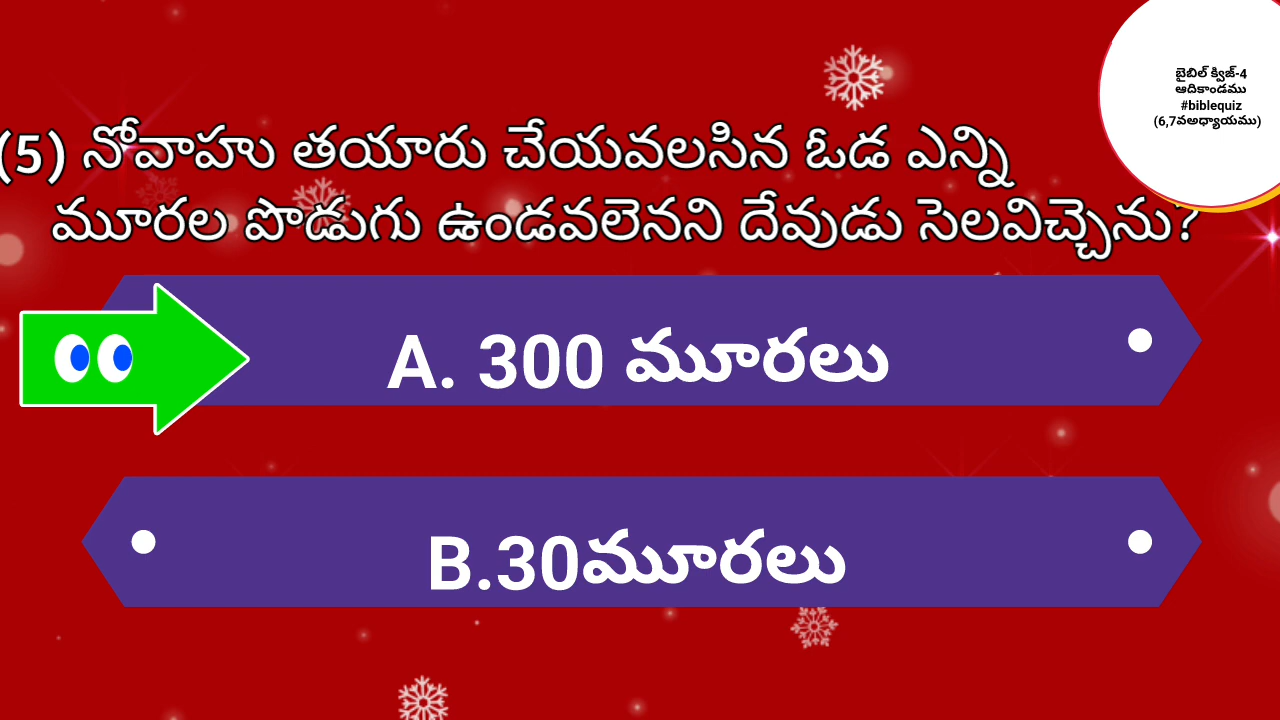 బైబిల్ క్విజ్-4
ఆదికాండము
#biblequiz
(6,7వఅధ్యాయము)
(5) నోవాహు తయారు చేయవలసిన ఓడ ఎన్ని
మూరల పొడుగు ఉండవలెనని దేవుడు సెలవిచ్చెను?
A. 300 మూరలు
B.30మూరలు